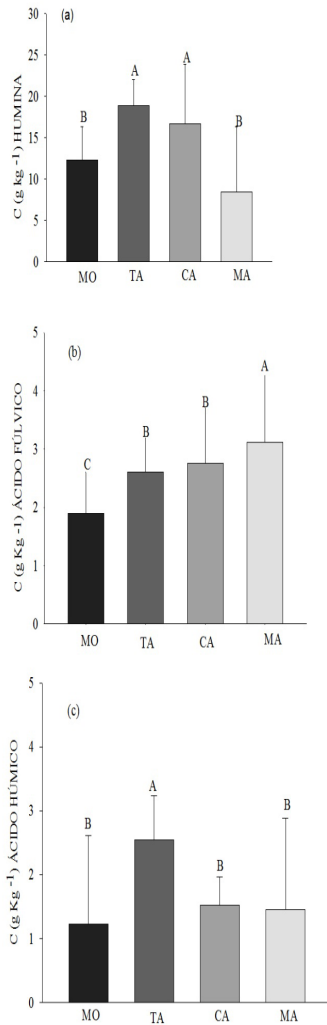 (a)
C (g kg -1) HUMINA
30
25
20
15
10
5
0
B
A
A
B
MO
TA
CA
MA
(b)
C (g Kg -1) ÁCIDO FÚLVICO
5
4
3
2
1
0
C
B
B
A
MO
TA
CA
MA
(c)
C (g Kg -1) ÁCIDO HÚMICO
5
4
3
2
1
0
B
A
B
B
MO
TA
CA
MA